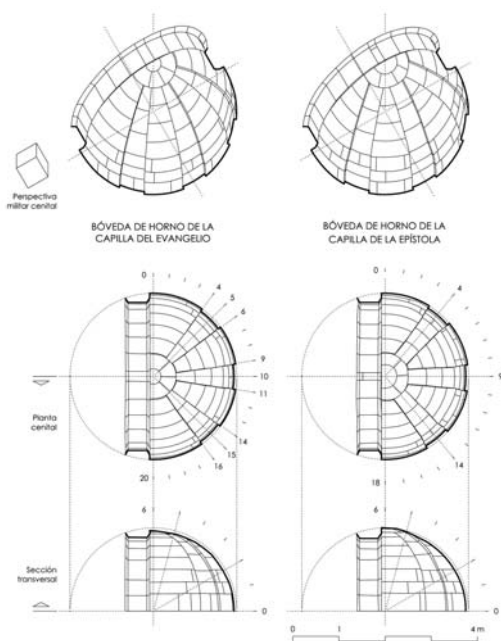 Perspectiva
militar cenital
BÓVEDA DE HORNO DE LA
CAPILLA DEL EVANGELIO
BÓVEDA DE HORNO DE LA
CAPILLA DE LA EPÍSTOLA
0
4
5
6
9
10
11
14
15
16
20
0
4
9
14
18
Planta
cenital
6
0
6
0
Sección
transversal
0 1 4 m